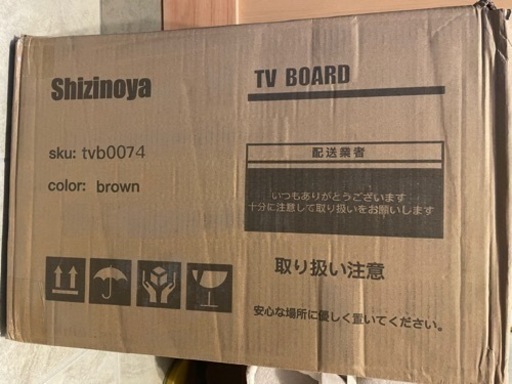 Shizinoya
TV BOARD
sku: tvb0074
color: brown
配送業者
いつもありがとうございます
十分に注意して取り扱いをお願いします
取り扱い注意
安心な場所に優しく置いてください。